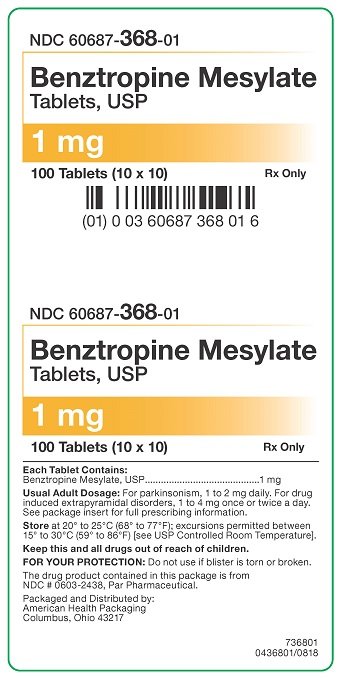 NDC 60687-368-01
Benztropine Mesylate
Tablets, USP
1 mg
100 Tablets (10 x 10) Rx Only
(01) 0 03 60687 368 01 6
NDC 60687-368-01
Benztropine Mesylate
Tablets, USP
1 mg
100 Tablets (10 x 10) Rx Only
Each Tablet Contains:
Benztropine Mesylate, USP...........................................1 mg
Usual Adult Dosage: For parkinsonism, 1 to 2 mg daily. For drug
induced extrapyramidal disorders, 1 to 4 mg once or twice a day.
See package insert for full prescribing information.
Store at 20° to 25°C (68° to 77°F); excursions permitted between
15° to 30°C (59° to 86°F) [see USP Controlled Room Temperature].
Keep this and all drugs out of reach of children.
FOR YOUR PROTECTION: Do not use if blister is torn or broken.
The drug product contained in this package is from
NDC # 0603-2438, Par Pharmaceutical.
Packaged and Distributed by:
American Health Packaging
Columbus, Ohio 43217
736801
0436801/0818